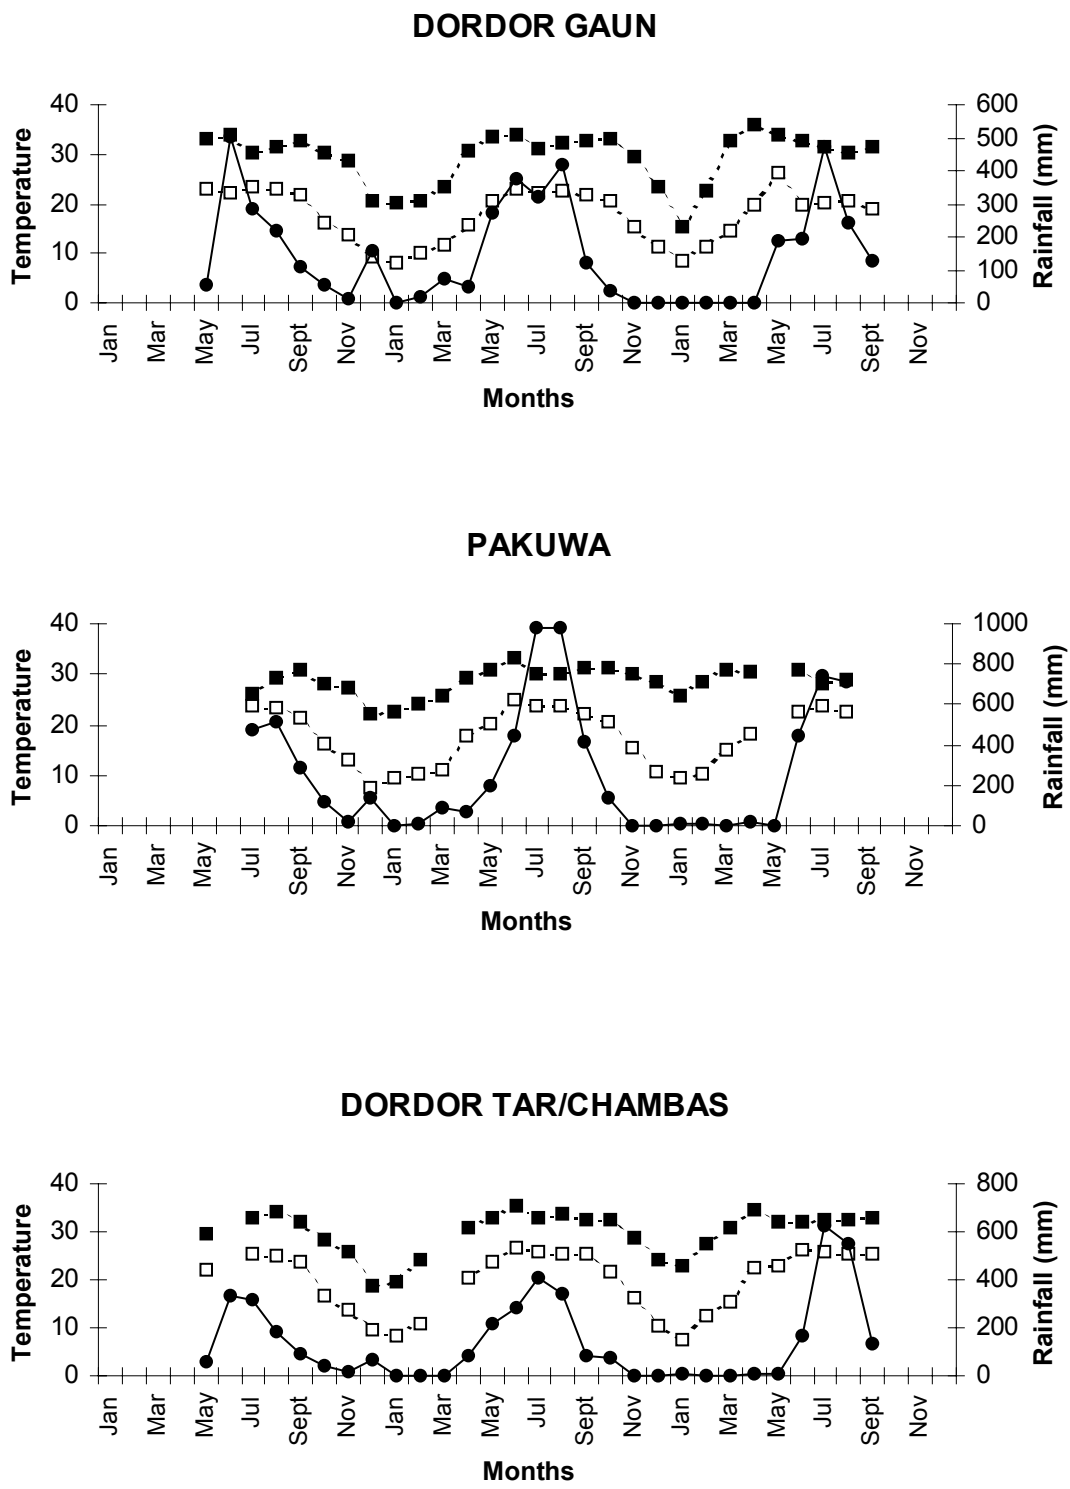 DORDOR GAUN
Temperature
40
30
20
10
0
600
500
400
300
200
100
0
Rainfall (mm)
Jan Mar May Jul Sept Nov Jan Mar May Jul Sept Nov Jan Mar May Jul Sept Nov
Months
PAKUWA
Temperature
40
30
20
10
0
1000
800
600
400
200
0
Rainfall (mm)
Jan Mar May Jul Sept Nov Jan Mar May Jul Sept Nov Jan Mar May Jul Sept Nov
Months
DORDOR TAR/CHAMBAS
Temperature
40
30
20
10
0
800
600
400
200
0
Rainfall (mm)
Jan Mar May Jul Sept Nov Jan Mar May Jul Sept Nov Jan Mar May Jul Sept Nov
Months